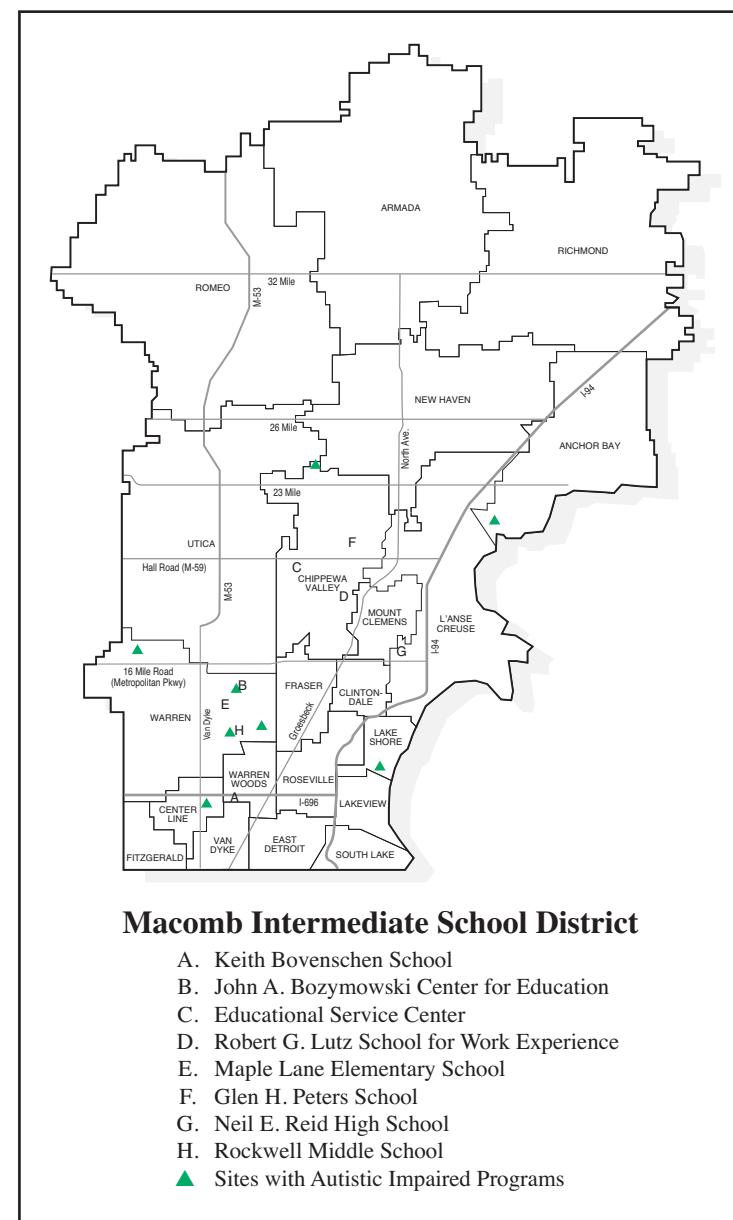 ARMADA
RICHMOND
ROMEO
32 Mile
M-53
NEW HAVEN
I-94
26 Mile
North Ave.
ANCHOR BAY
23 Mile
UTICA
F
Hall Road (M-59)
C
CHIPPEWA
VALLEY
M-53
D
MOUNT
CLEMENS
L'ANSE
CREUSE
G
I-94
16 Mile Road
(Metropolitan Pkwy)
B
FRASER
CLINTON-
DALE
E
WARREN
Van Dyke
H
Groesbeck
LAKE
SHORE
WARREN
WOODS
ROSEVILLE
A
I-696
LAKEVIEW
CENTER
LINE
VAN
DYKE
EAST
DETROIT
FITZGERALD
SOUTH LAKE
Macomb Intermediate School District
A. Keith Bovenschen School
B. John A. Bozymowski Center for Education
C. Educational Service Center
D. Robert G. Lutz School for Work Experience
E. Maple Lane Elementary School
F. Glen H. Peters School
G. Neil E. Reid High School
H. Rockwell Middle School
Sites with Autistic Impaired Programs